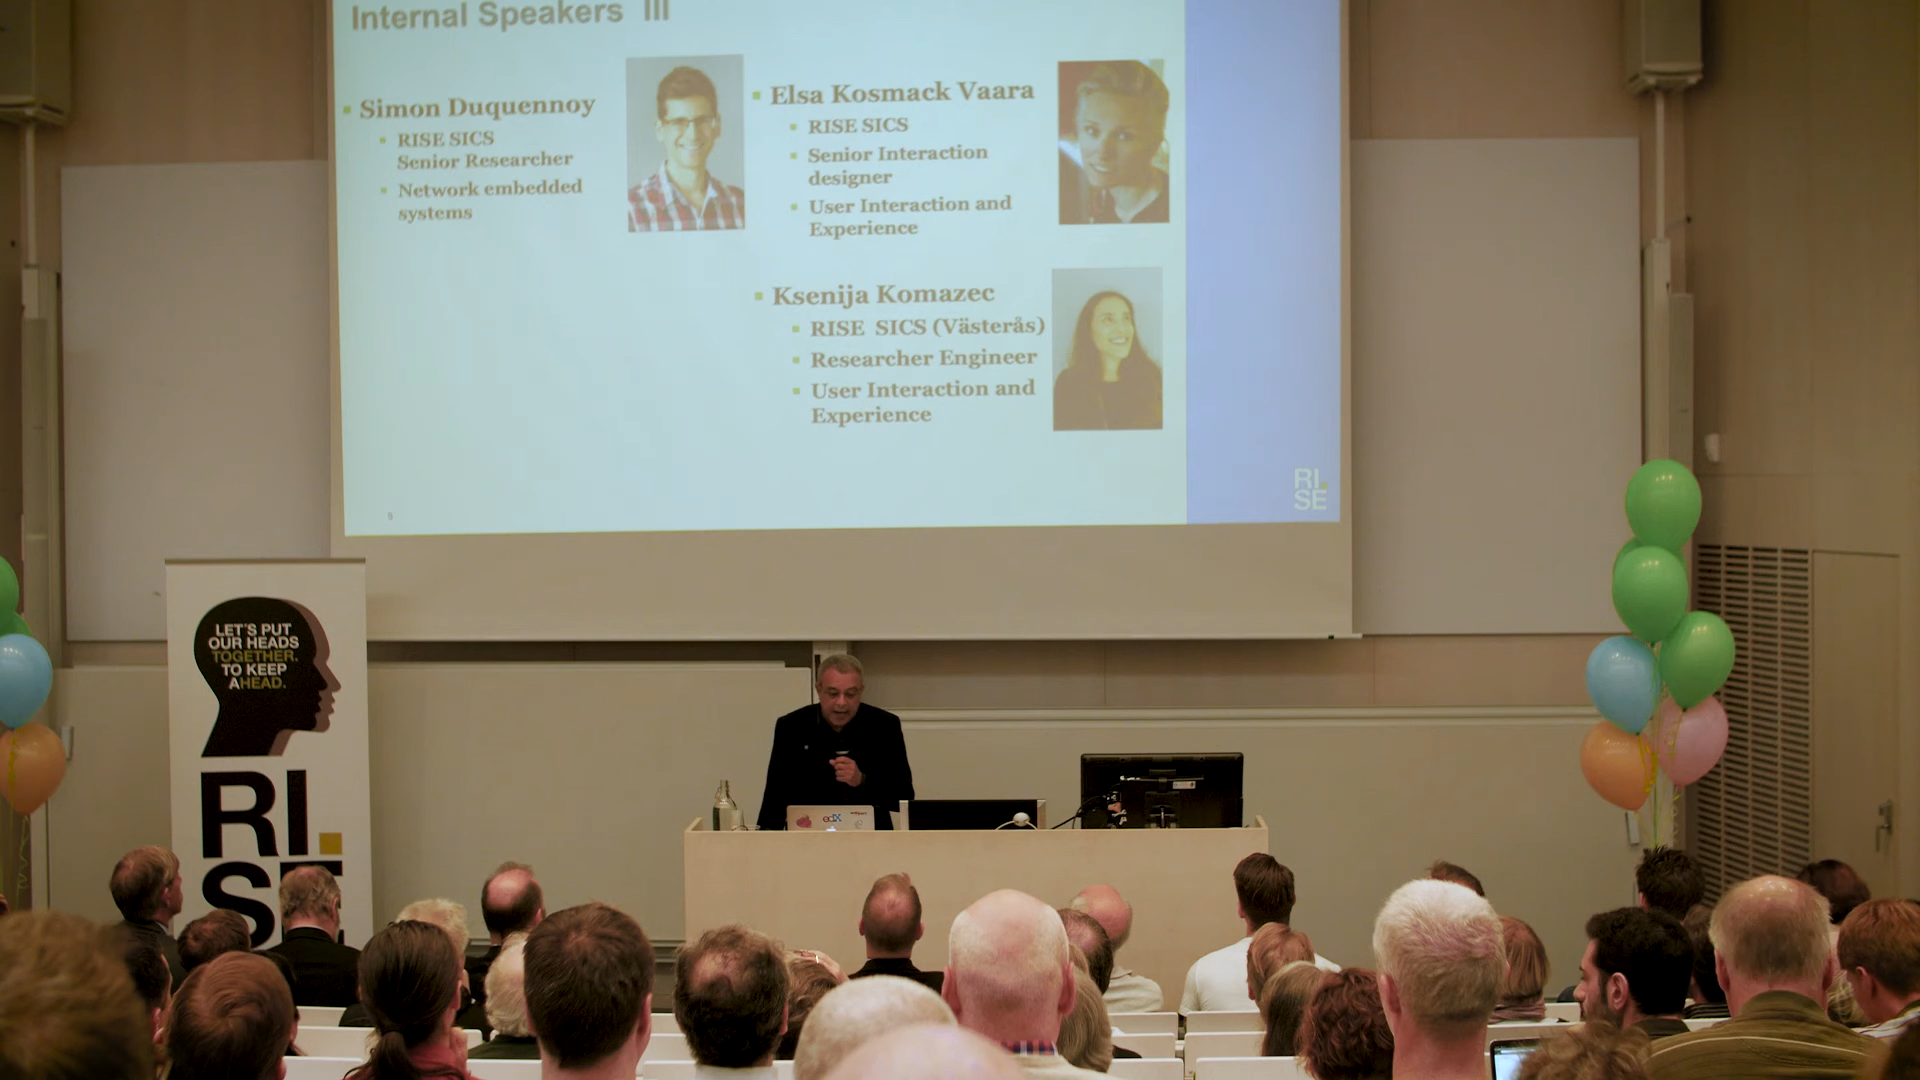 Internal Speakers III
Simon Duquennoy
RISE SICS
Senior Researcher
Network embedded
systems
Elsa Kosmack Vaara
RISE SICS
Senior Interaction
designer
User Interaction and
Experience
Ksenija Komazec
RISE SICS (Västerås)
Researcher Engineer
User Interaction and
Experience
9
RI.
SE
LET'S PUT
OUR HEADS
TOGETHER.
TO KEEP
AHEAD.
RI.
SE
edX